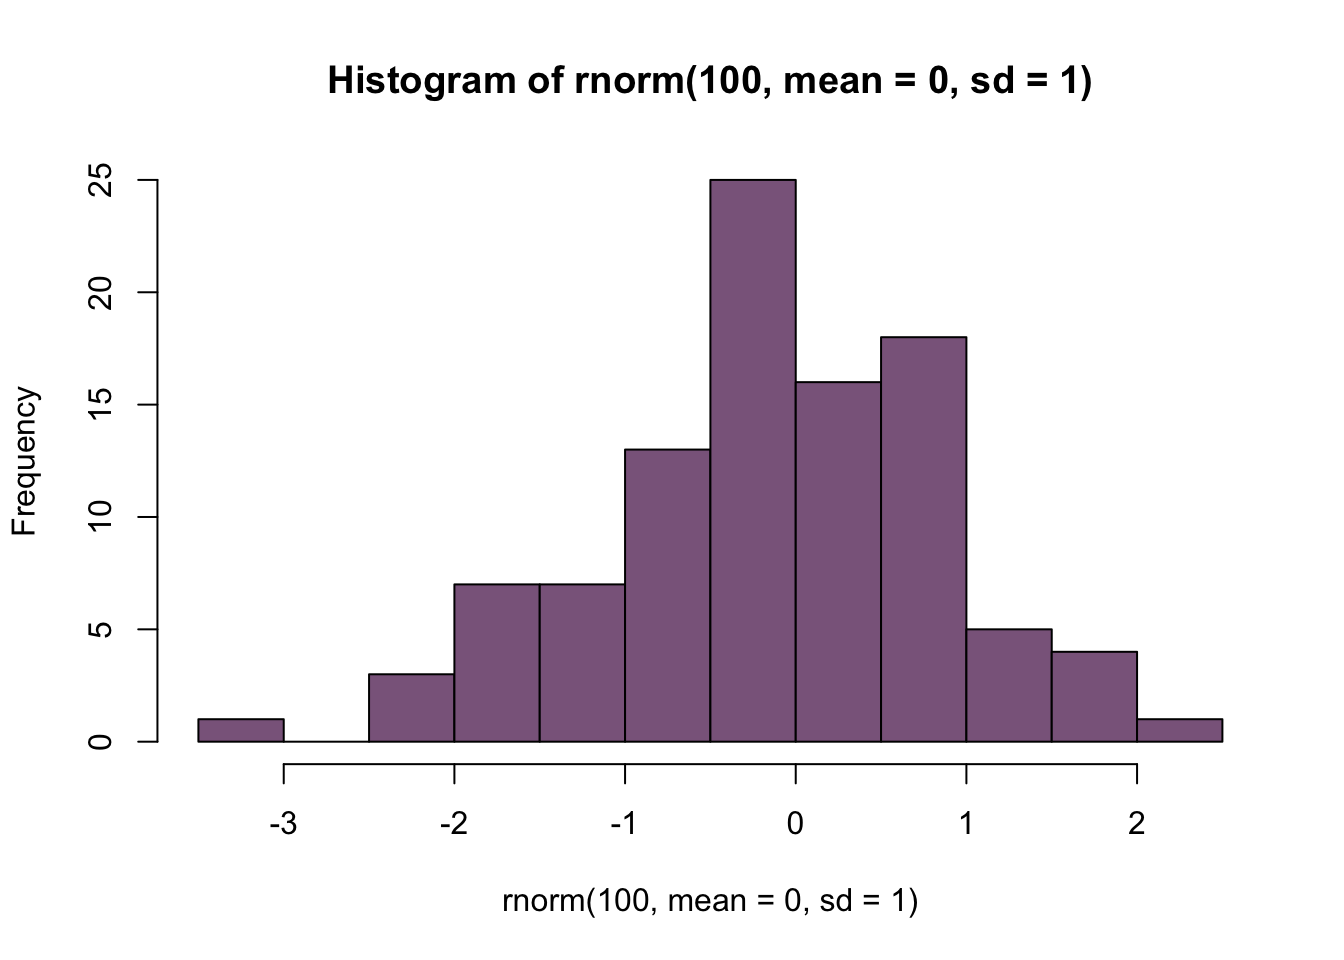 Histogram of rnorm(100, mean = 0, sd = 1)
Frequency
25
20
15
10
5
0
-3 -2 -1 0 1 2
rnorm(100, mean = 0, sd = 1)